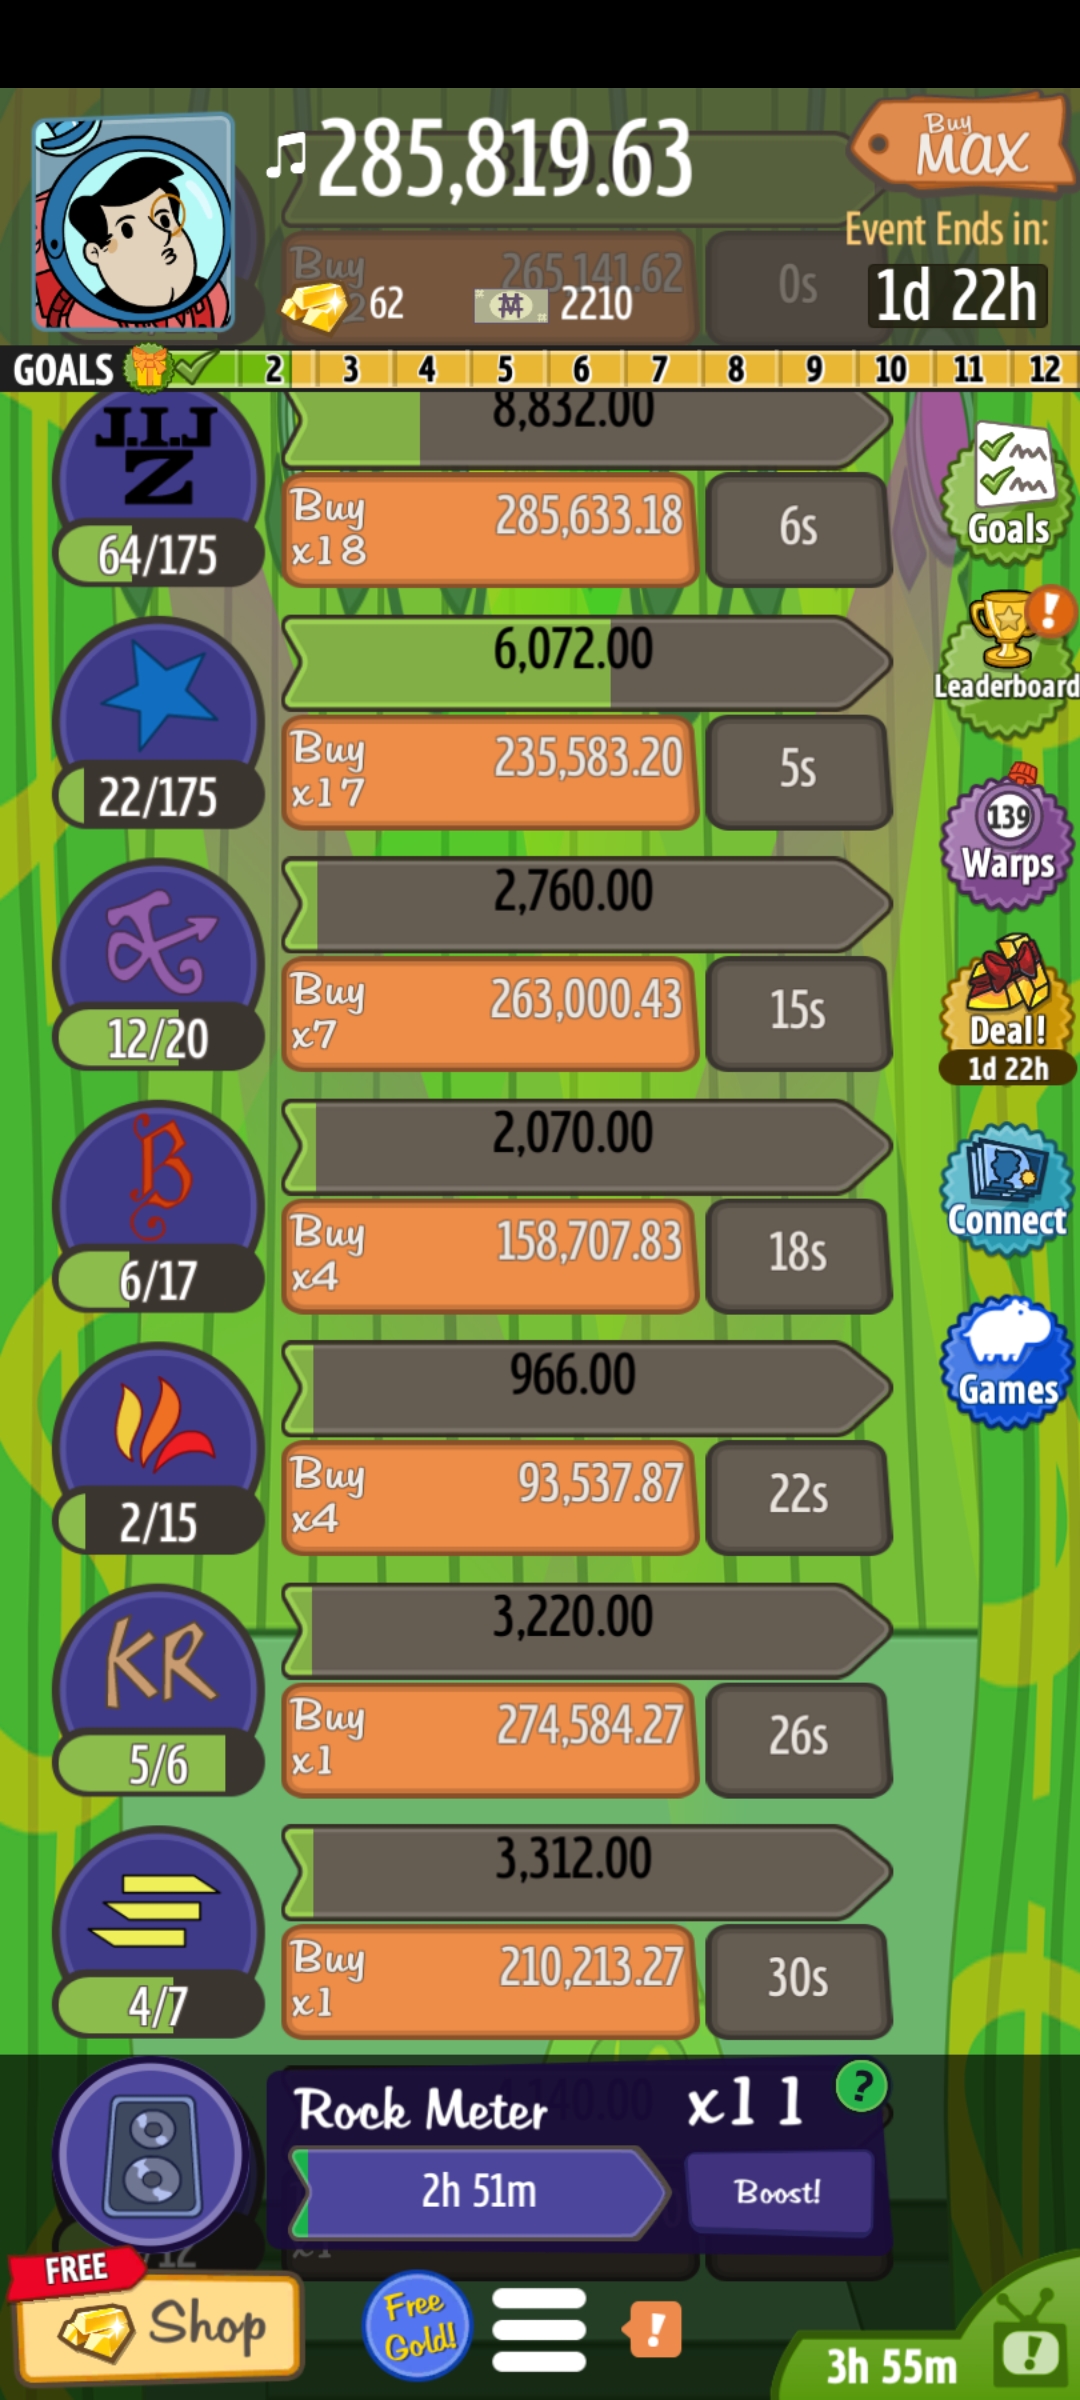 285,819.63
Buy
MAX
Event Ends in:
1d 22h
Buy
265,141.62
0s
62
2210
GOALS 2 3 4 5 6 7 8 9 10 11 12
J.I.J
Z
8,832.00
64/175
Buy
x18
285,633.18
6s
Goals
6,072.00
22/175
Buy
x17
235,583.20
5s
Leaderboard
2,760.00
12/20
Buy
x7
263,000.43
15s
139
Warps
Deal!
1d 22h
B
2,070.00
6/17
Buy
x4
158,707.83
18s
Connect
966.00
2/15
Buy
x4
93,537.87
22s
Games
KR
3,220.00
5/6
Buy
x1
274,584.27
26s
3,312.00
4/7
Buy
x1
210,213.27
30s
Rock Meter
x11
?
2h 51m
Boost!
x1
FREE
Shop
Free
Gold!
!
3h 55m
!